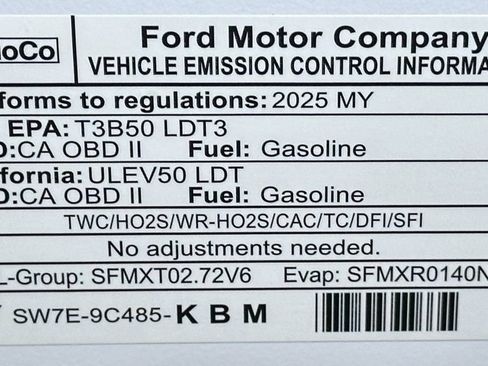 MoCo
Ford Motor Company
VEHICLE EMISSION CONTROL INFORMA
forms to regulations: 2025 MY
EPA: T3B50 LDT3
D: CA OBD II Fuel: Gasoline
ifornia: ULEV50 LDT
D: CA OBD II Fuel: Gasoline
TWC/HO2S/WR-HO2S/CAC/TC/DFI/SFI
No adjustments needed.
L-Group: SFMXT02.72V6 Evap: SFMXR0140N
SW7E-9C485-K B M